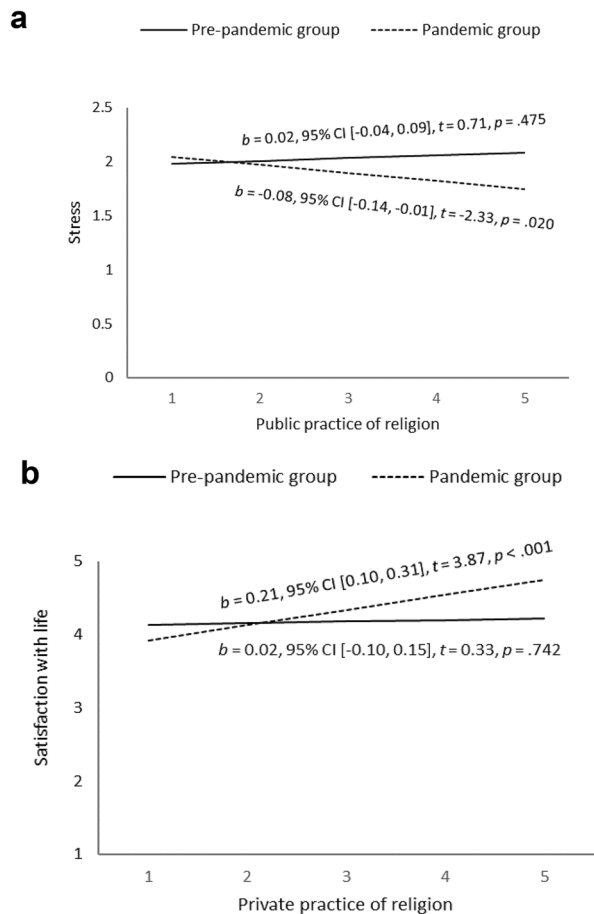 a
Pre-pandemic group Pandemic group
2.5
2
1.5
1
0.5
0
Stress
b = 0.02, 95% CI [-0.04, 0.09], t = 0.71, p = .475
b = -0.08, 95% CI [-0.14, -0.01], t = -2.33, p = .020
1 2 3 4 5
Public practice of religion
b
Pre-pandemic group Pandemic group
5
4
3
2
1
Satisfaction with life
b = 0.21, 95% CI [0.10, 0.31], t = 3.87, p < .001
b = 0.02, 95% CI [-0.10, 0.15], t = 0.33, p = .742
1 2 3 4 5
Private practice of religion